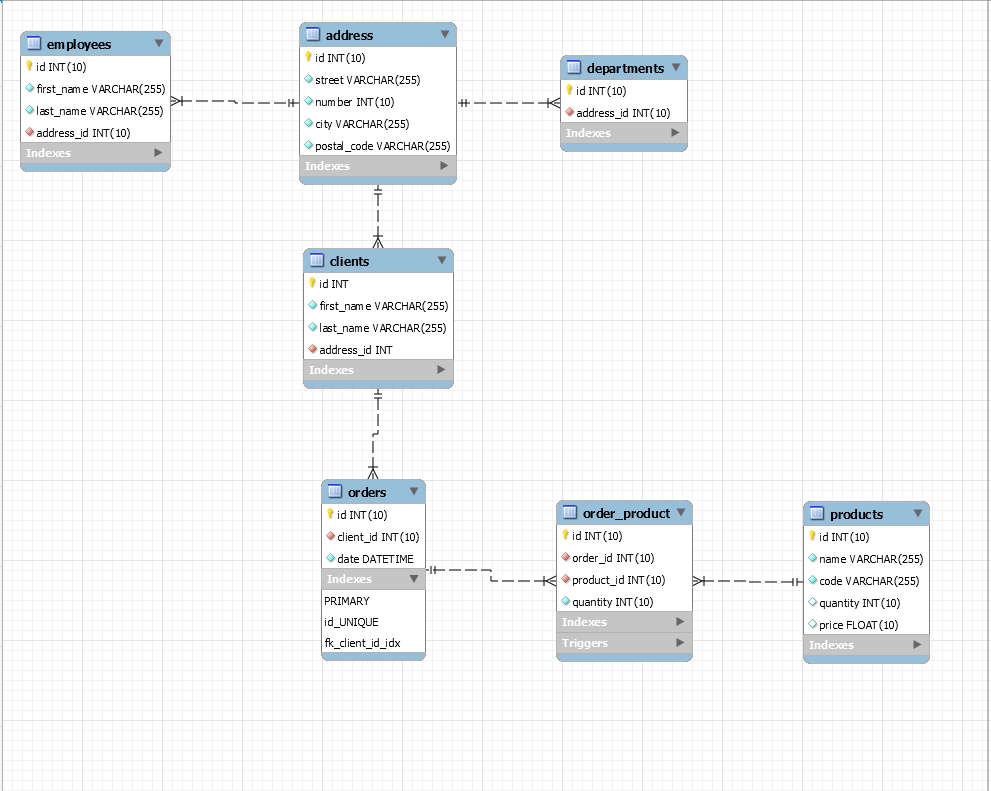 employees
id INT(10)
first_name VARCHAR(255)
last_name VARCHAR(255)
address_id INT(10)
Indexes
address
id INT(10)
street VARCHAR(255)
number INT(10)
city VARCHAR(255)
postal_code VARCHAR(255)
Indexes
departments
id INT(10)
address_id INT(10)
Indexes
clients
id INT
first_name VARCHAR(255)
last_name VARCHAR(255)
address_id INT
Indexes
orders
id INT(10)
client_id INT(10)
date DATETIME
Indexes
PRIMARY
id_UNIQUE
fk_client_id_idx
order_product
id INT(10)
order_id INT(10)
product_id INT(10)
quantity INT(10)
Indexes
Triggers
products
id INT(10)
name VARCHAR(255)
code VARCHAR(255)
quantity INT(10)
price FLOAT(10)
Indexes